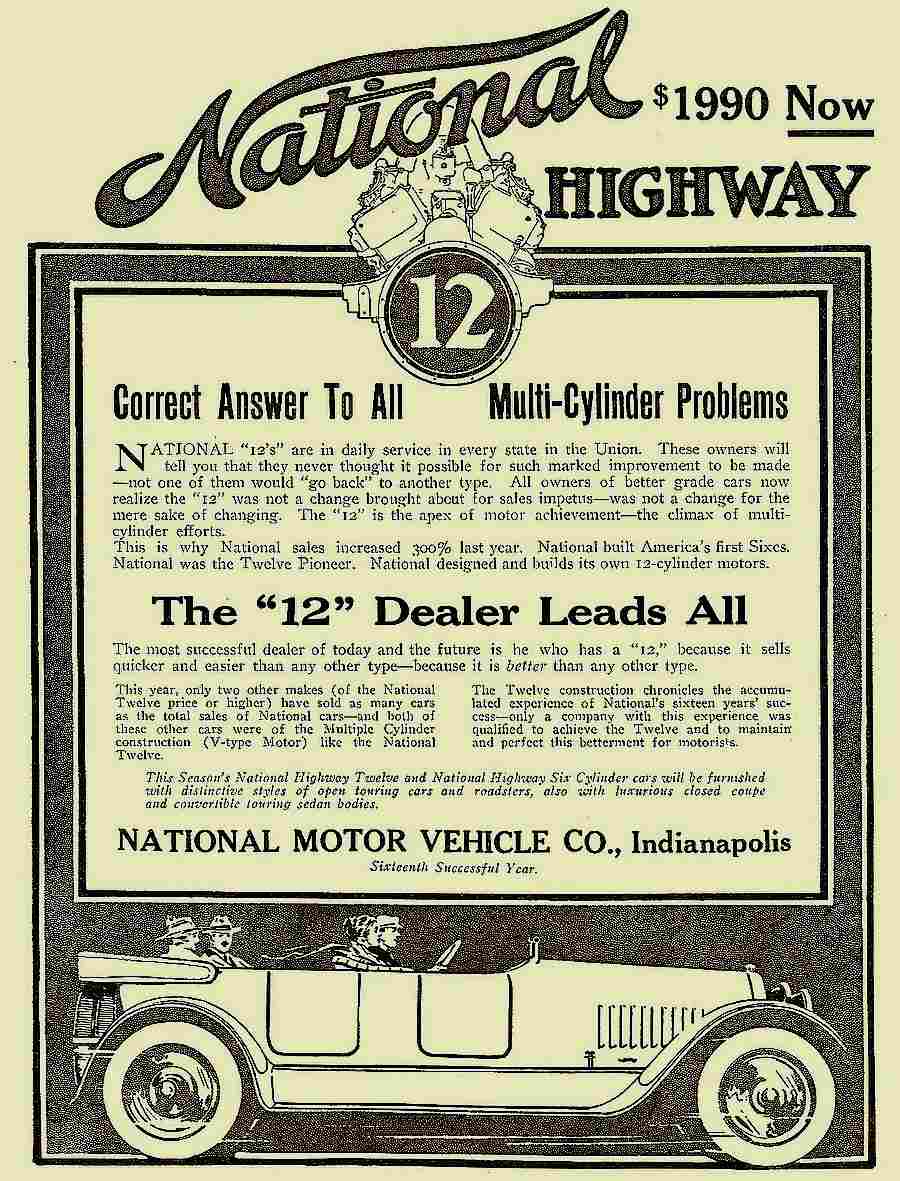 National
$1990 Now
HIGHWAY
12
Correct Answer To All Multi-Cylinder Problems
NATIONAL "12's" are in daily service in every state in the Union. These owners will
tell you that they never thought it possible for such marked improvement to be made
—not one of them would "go back" to another type. All owners of better grade cars now
realize the "12" was not a change brought about for sales impetus—was not a change for the
mere sake of changing. The "12" is the apex of motor achievement—the climax of multi-
cylinder efforts.
This is why National sales increased 300% last year. National built America's first Sixes.
National was the Twelve Pioneer. National designed and builds its own 12-cylinder motors.
The "12" Dealer Leads All
The most successful dealer of today and the future is he who has a "12," because it sells
quicker and easier than any other type—because it is better than any other type.
This year, only two other makes (of the National
Twelve price or higher) have sold as many cars
as the total sales of National cars—and both of
these other cars were of the Multiple Cylinder
construction (V-type Motor) like the National
Twelve.
The Twelve construction chronicles the accumu-
lated experience of National's sixteen years' suc-
cess—only a company with this experience was
qualified to achieve the Twelve and to maintain
and perfect this betterment for motorists.
This Season's National Highway Twelve and National Highway Six Cylinder cars will be furnished
with distinctive styles of open touring cars and roadsters, also with luxurious closed coupe
and convertible touring sedan bodies.
NATIONAL MOTOR VEHICLE CO., Indianapolis
Sixteenth Successful Year.